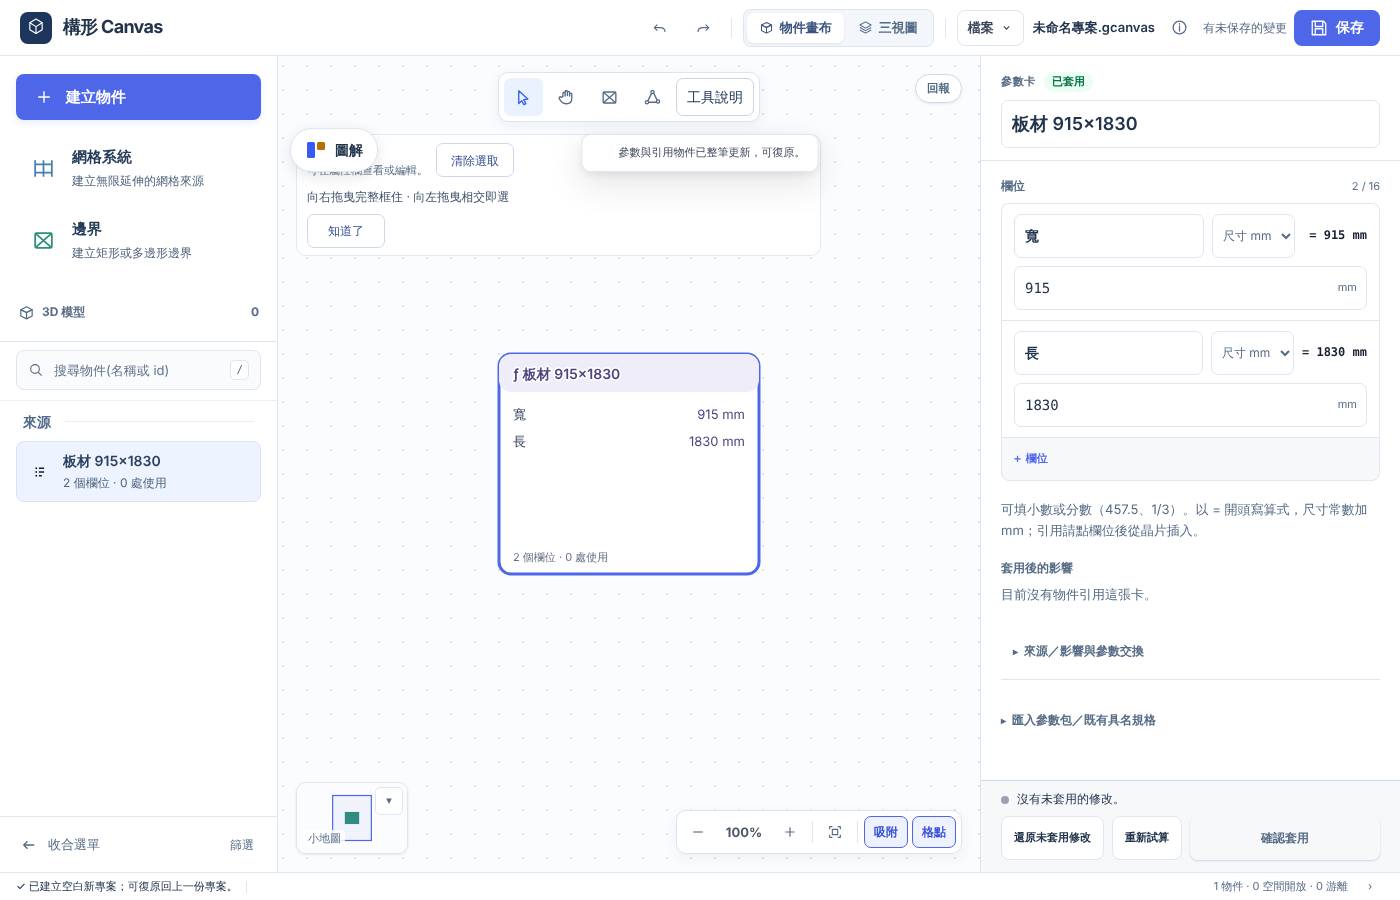 構形 Canvas
物件畫布
三視圖
檔案
未命名專案.gcanvas
有未保存的變更
保存
建立物件
網格系統
建立無限延伸的網格來源
邊界
建立矩形或多邊形邊界
3D 模型
0
搜尋物件(名稱或 id)
/
來源
板材 915×1830
2 個欄位 · 0 處使用
收合選單
篩選
工具說明
回報
圖解
可在屬性欄查看或編輯。
清除選取
向右拖曳完整框住 · 向左拖曳相交即選
知道了
參數與引用物件已整筆更新，可復原。
ƒ 板材 915×1830
寬
915 mm
長
1830 mm
2 個欄位 · 0 處使用
小地圖
100%
吸附
格點
參數卡
已套用
板材 915×1830
欄位
2 / 16
寬
尺寸 mm
= 915 mm
915
mm
長
尺寸 mm
= 1830 mm
1830
mm
+ 欄位
可填小數或分數（457.5、1/3）。以 = 開頭寫算式，尺寸常數加
mm；引用請點欄位後從晶片插入。
套用後的影響
目前沒有物件引用這張卡。
▸ 來源／影響與參數交換
▸ 匯入參數包／既有具名規格
沒有未套用的修改。
還原未套用修改
重新試算
確認套用
✓ 已建立空白新專案；可復原回上一份專案。
1 物件 · 0 空間開放 · 0 游離